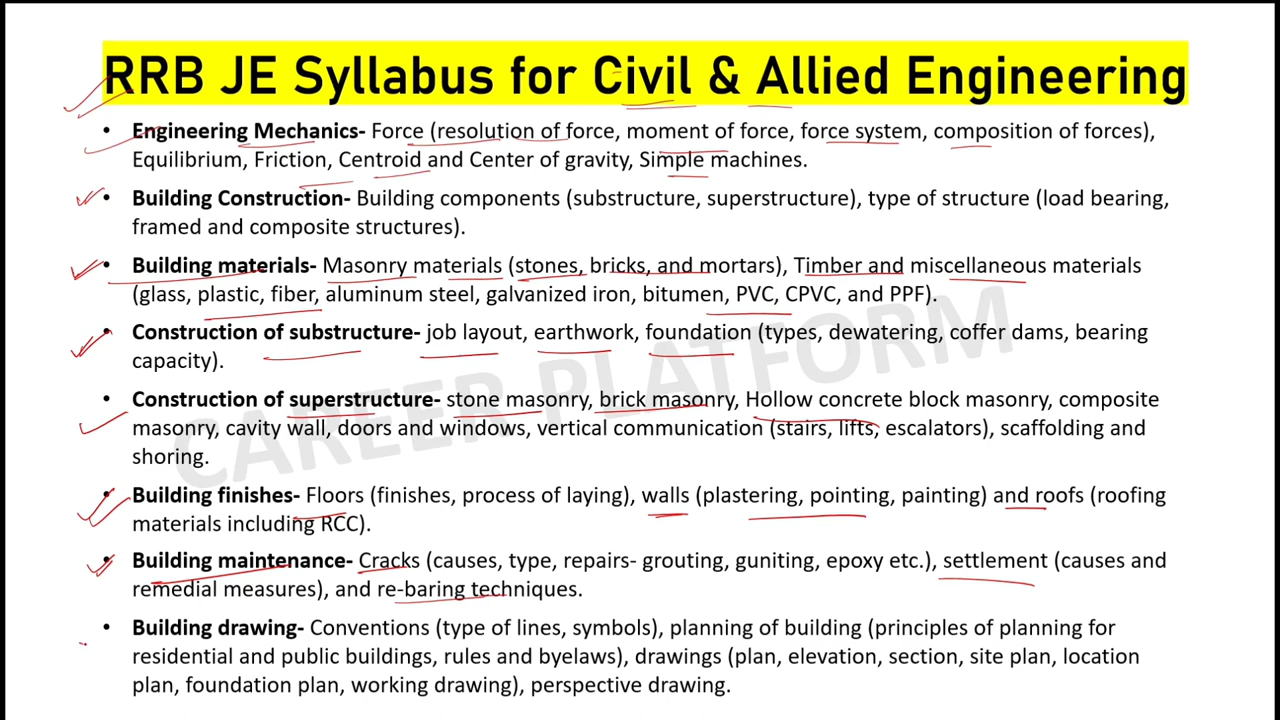 RRB JE Syllabus for Civil & Allied Engineering
• Engineering Mechanics- Force (resolution of force, moment of force, force system, composition of forces),
Equilibrium, Friction, Centroid and Center of gravity, Simple machines.
• Building Construction- Building components (substructure, superstructure), type of structure (load bearing,
framed and composite structures).
• Building materials- Masonry materials (stones, bricks, and mortars), Timber and miscellaneous materials
(glass, plastic, fiber, aluminum steel, galvanized iron, bitumen, PVC, CPVC, and PPF).
• Construction of substructure- job layout, earthwork, foundation (types, dewatering, coffer dams, bearing
capacity).
• Construction of superstructure- stone masonry, brick masonry, Hollow concrete block masonry, composite
masonry, cavity wall, doors and windows, vertical communication (stairs, lifts, escalators), scaffolding and
shoring.
• Building finishes- Floors (finishes, process of laying), walls (plastering, pointing, painting) and roofs (roofing
materials including RCC).
• Building maintenance- Cracks (causes, type, repairs- grouting, guniting, epoxy etc.), settlement (causes and
remedial measures), and re-baring techniques.
• Building drawing- Conventions (type of lines, symbols), planning of building (principles of planning for
residential and public buildings, rules and byelaws), drawings (plan, elevation, section, site plan, location
plan, foundation plan, working drawing), perspective drawing.
CAREER PLATFORM